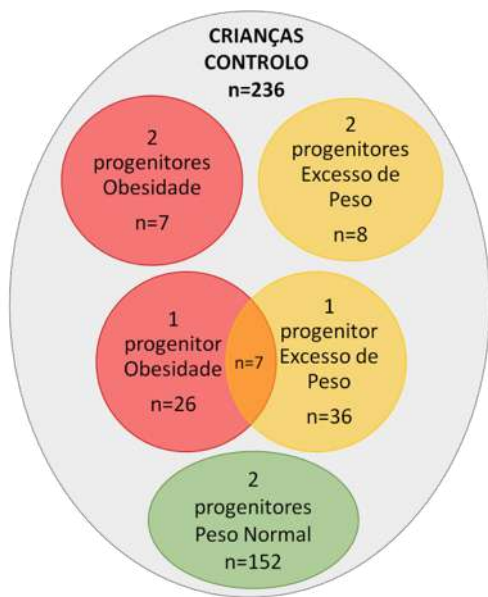 CRIANÇAS
CONTROLO
n=236
2
progenitores
Obesidade
n=7
2
progenitores
Excesso de
Peso
n=8
1
progenitor
Obesidade
n=26
n=7
1
progenitor
Excesso de
Peso
n=36
2
progenitores
Peso Normal
n=152